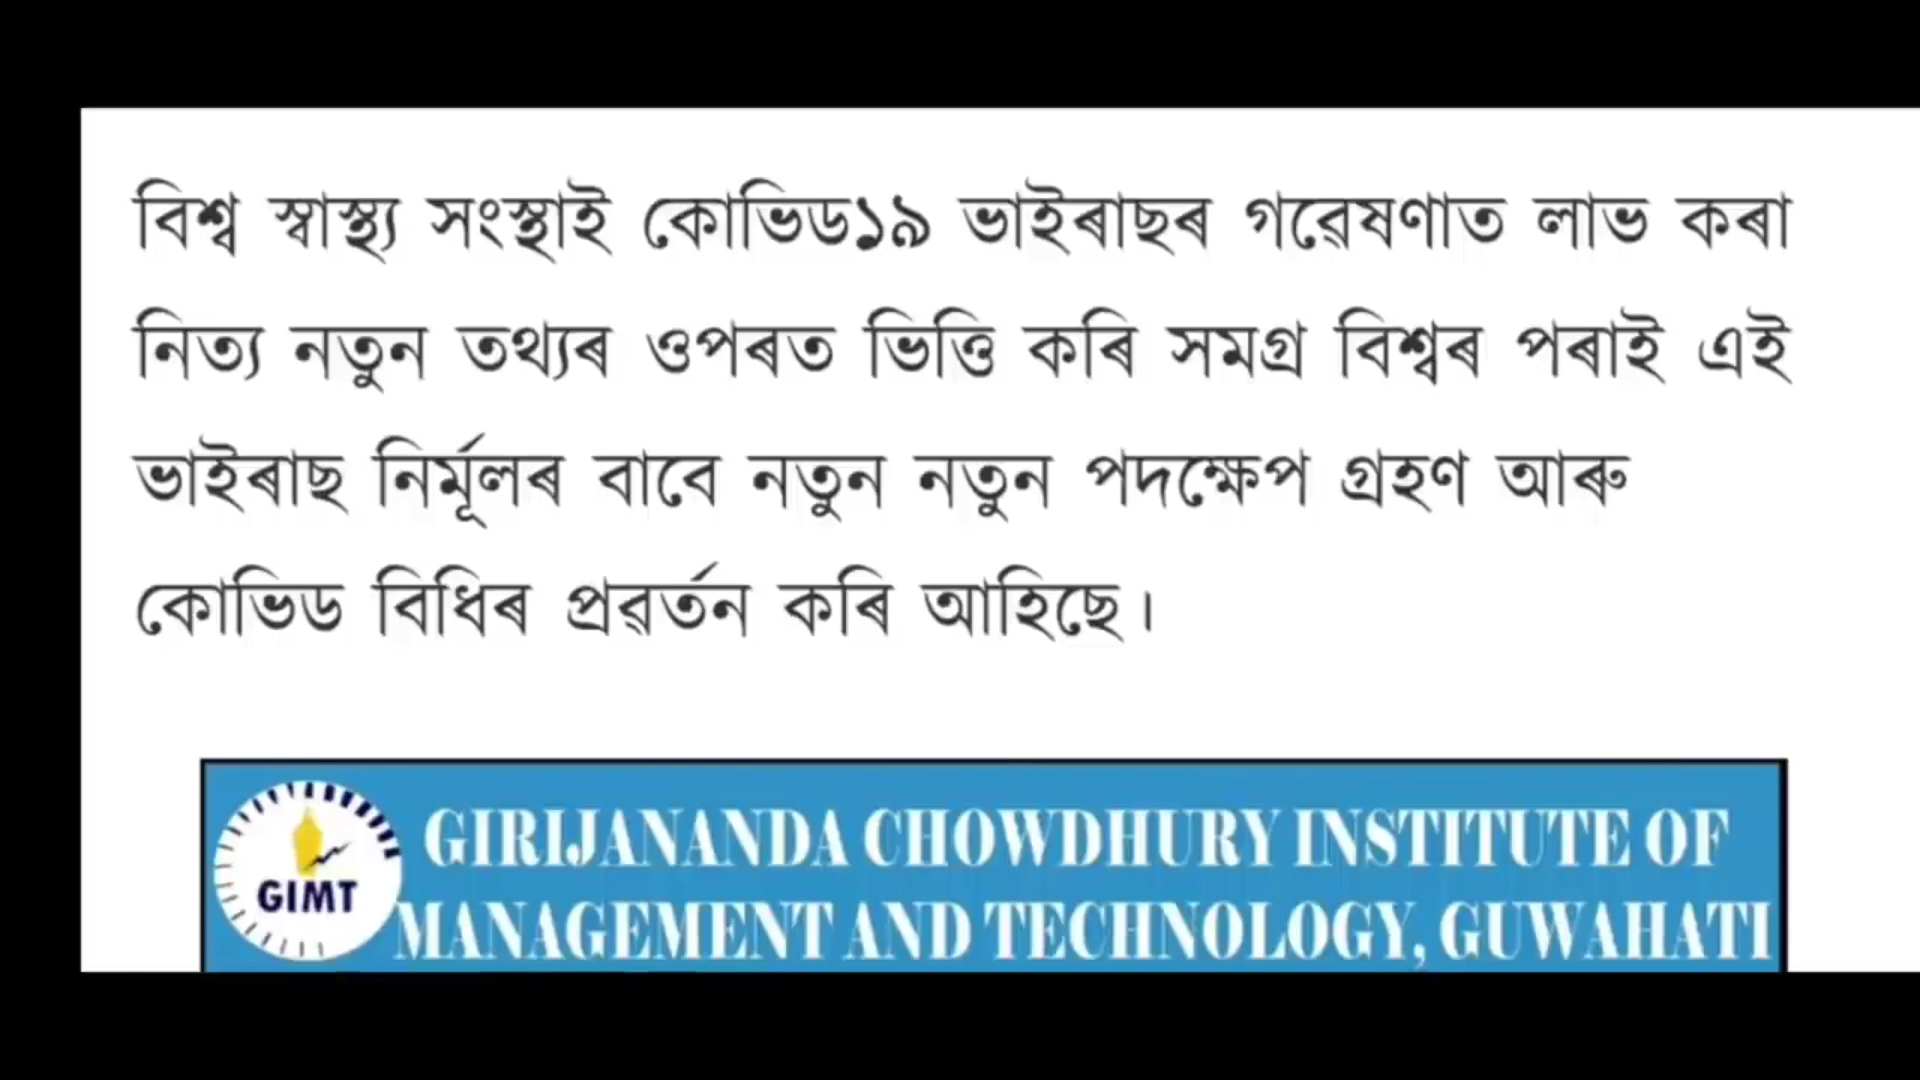 বিশ্ব স্বাস্থ্য সংস্থাই কোভিড১৯ ভাইৰাছৰ গৱেষণাত লাভ কৰা
নিত্য নতুন তথ্যৰ ওপৰত ভিত্তি কৰি সমগ্ৰ বিশ্বৰ পৰাই এই
ভাইৰাছ নিৰ্মূলৰ বাবে নতুন নতুন পদক্ষেপ গ্ৰহণ আৰু
কোভিড বিধিৰ প্ৰৱৰ্তন কৰি আহিছে।
GIRIJANANDA CHOWDHURY INSTITUTE OF
GIMT
MANAGEMENT AND TECHNOLOGY, GUWAHATI